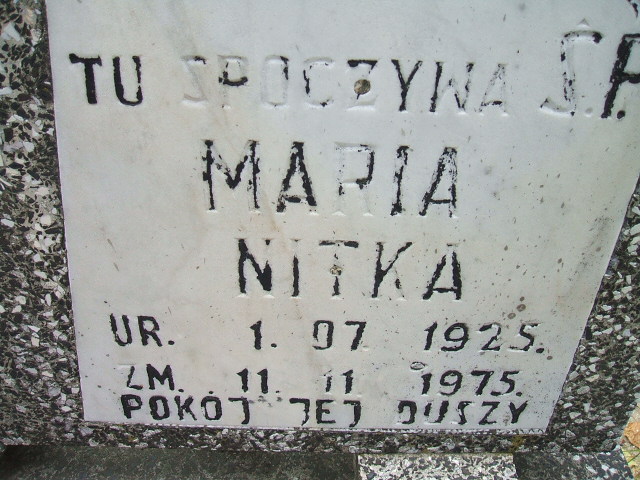 TU SPOCZYWA Ś.P.
MARIA
NITKA
UR. 1. 07 1925.
ZM. 11. 11 1975.
POKÓJ JEJ DUSZY